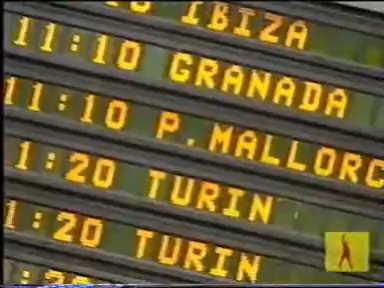 IBIZA
11:10 GRANADA
11:10 P.MALLORC
1:20 TURIN
1:20 TURIN